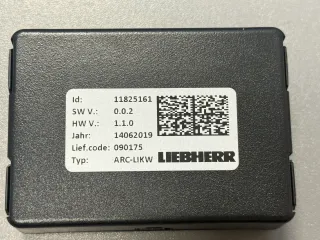 Id: 11825161
SW V.: 0.0.2
HW V.: 1.1.0
Jahr: 14062019
Lief.code: 090175
Typ: ARC-LIKW LIEBHERR